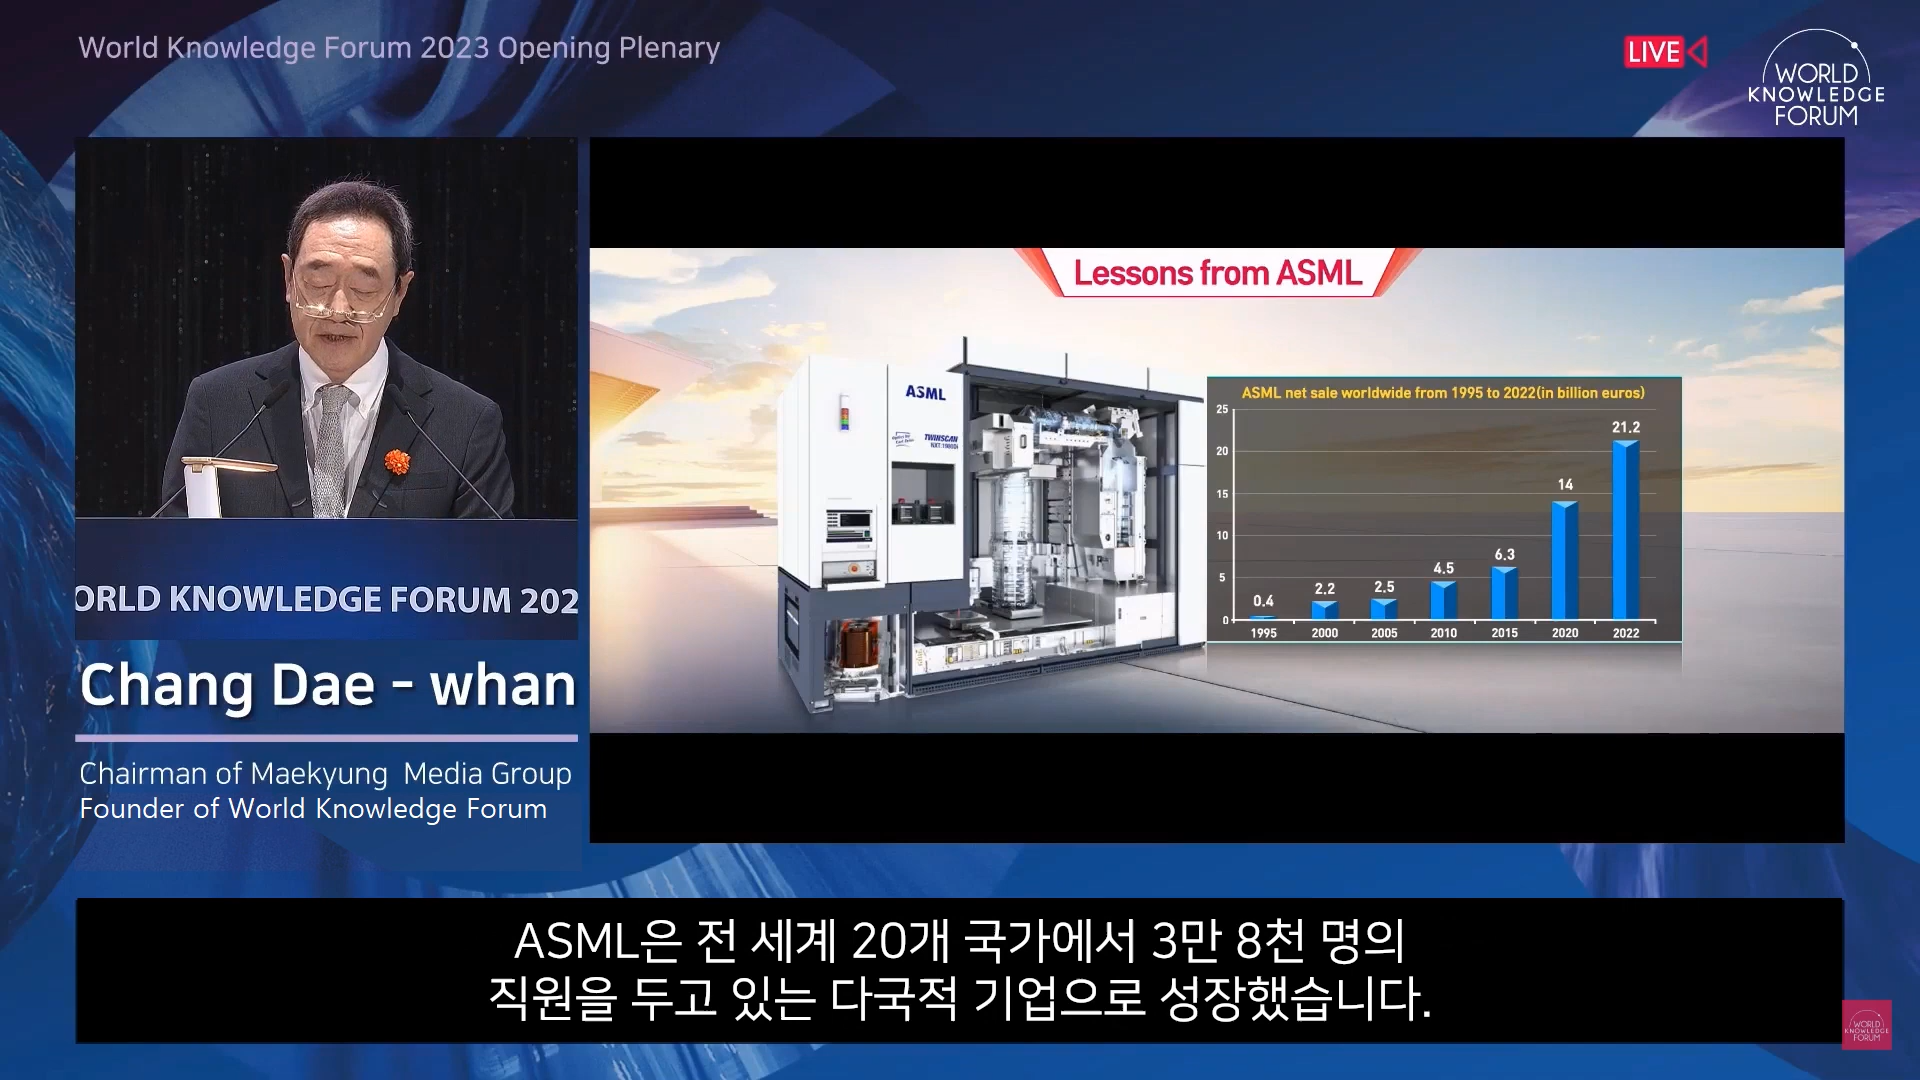 World Knowledge Forum 2023 Opening Plenary
LIVE
WORLD
KNOWLEDGE
FORUM
ORLD KNOWLEDGE FORUM 202
Chang Dae - whan
Chairman of Maekyung Media Group
Founder of World Knowledge Forum
Lessons from ASML
ASML
TWINSCAN
ASML net sale worldwide from 1995 to 2022(in billion euros)
25
20
15
10
5
0
0.4
2.2
2.5
4.5
6.3
14
21.2
1995
2000
2005
2010
2015
2020
2022
ASML은 전 세계 20개 국가에서 3만 8천 명의
직원을 두고 있는 다국적 기업으로 성장했습니다.
WORLD
KNOWLEDGE
FORUM